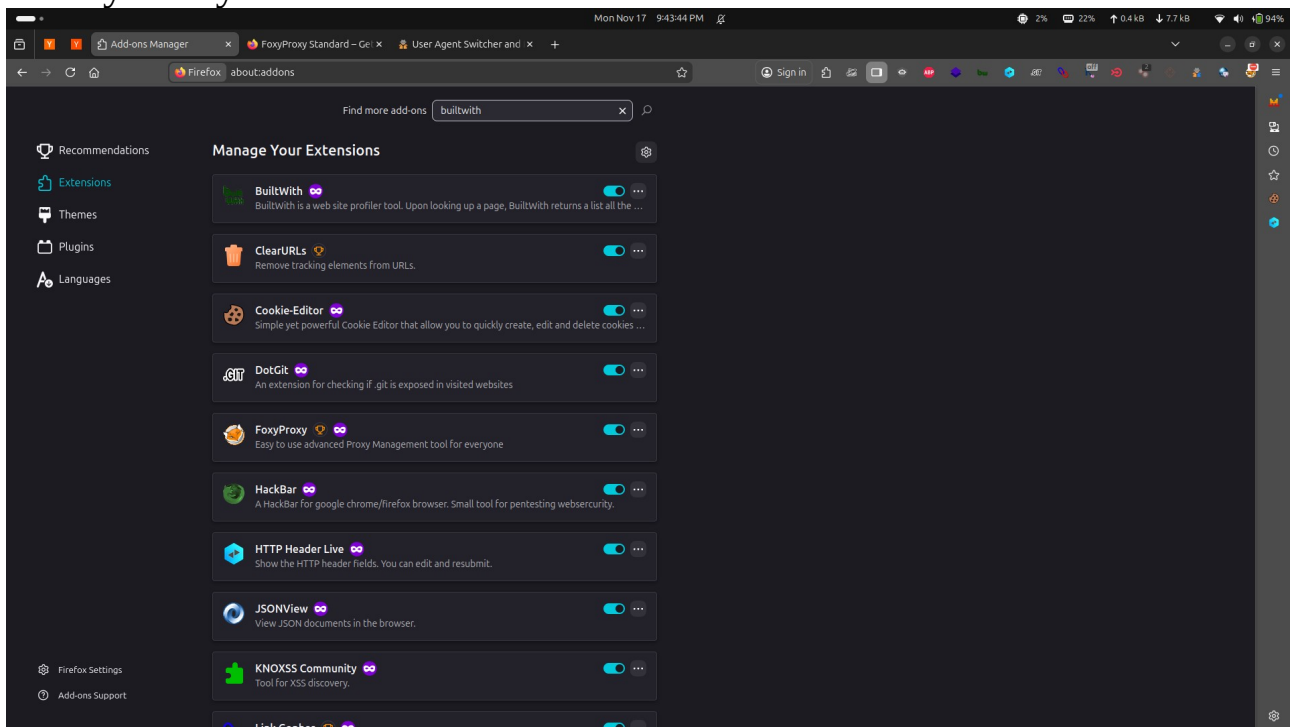 Mon Nov 17 9:43:44 PM
2%
22%
0.4 kB
7.7 kB
94%
Add-ons Manager
FoxyProxy Standard – Ge
User Agent Switcher and
Firefox
about:addons
Sign in
Find more add-ons
builtwith
Recommendations
Extensions
Themes
Plugins
Languages
Firefox Settings
Add-ons Support
Manage Your Extensions
BuiltWith
BuiltWith is a web site profiler tool. Upon looking up a page, BuiltWith returns a list all the ...
ClearURLs
Remove tracking elements from URLs.
Cookie-Editor
Simple yet powerful Cookie Editor that allow you to quickly create, edit and delete cookies ...
.GIT
DotGit
An extension for checking if .git is exposed in visited websites
FoxyProxy
Easy to use advanced Proxy Management tool for everyone
HackBar
A HackBar for google chrome/firefox browser. Small tool for pentesting websercurity.
HTTP Header Live
Show the HTTP header fields. You can edit and resubmit.
JSONView
View JSON documents in the browser.
KNOXSS Community
Tool for XSS discovery.